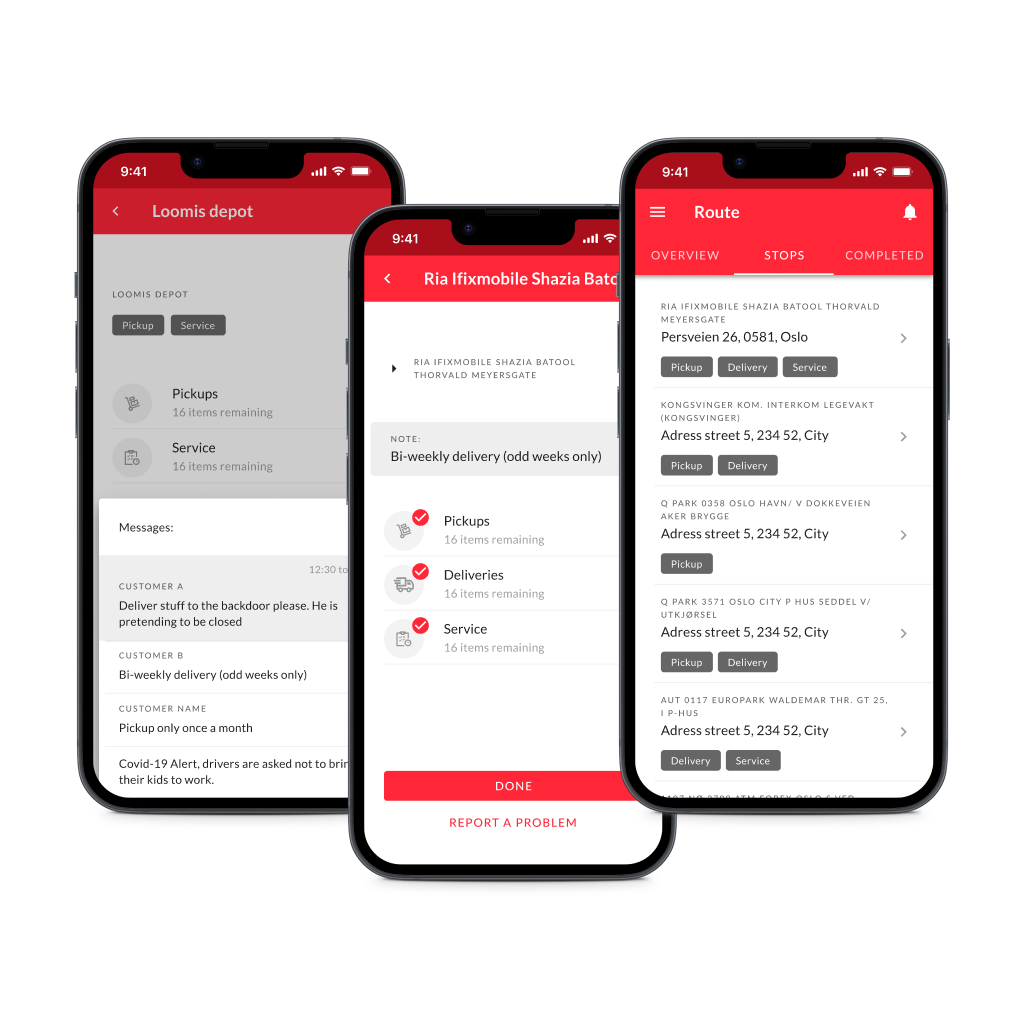 9:41
Loomis depot
LOOMIS DEPOT
Pickup
Service
Pickups
16 items remaining
Service
16 items remaining
Messages:
12:30 to
CUSTOMER A
Deliver stuff to the backdoor please. He is
pretending to be closed
CUSTOMER B
Bi-weekly delivery (odd weeks only)
CUSTOMER NAME
Pickup only once a month
Covid-19 Alert, drivers are asked not to brin
their kids to work.
9:41
Ria Ifixmobile Shazia Batoo
RIA IFIXMOBILE SHAZIA BATOOL
THORVALD MEYERSGATE
NOTE:
Bi-weekly delivery (odd weeks only)
Pickups
16 items remaining
Deliveries
16 items remaining
Service
16 items remaining
DONE
REPORT A PROBLEM
9:41
Route
OVERVIEW STOPS COMPLETED
RIA IFIXMOBILE SHAZIA BATOOL THORVALD
MEYERSGATE
Persveien 26, 0581, Oslo
Pickup Delivery Service
KONGSVINGER KOM. INTERKOM LEGEVAKT
(KONGSVINGER)
Adress street 5, 234 52, City
Pickup Delivery
Q PARK 0358 OSLO HAVN/ V DOKKEVEIEN
AKER BRYGGE
Adress street 5, 234 52, City
Pickup
Q PARK 3571 OSLO CITY P HUS SEDDEL V/
UTKJØRSEL
Adress street 5, 234 52, City
Pickup Delivery
AUT 0117 EUROPARK WALDEMAR THR. GT 25,
I P-HUS
Adress street 5, 234 52, City
Delivery Service